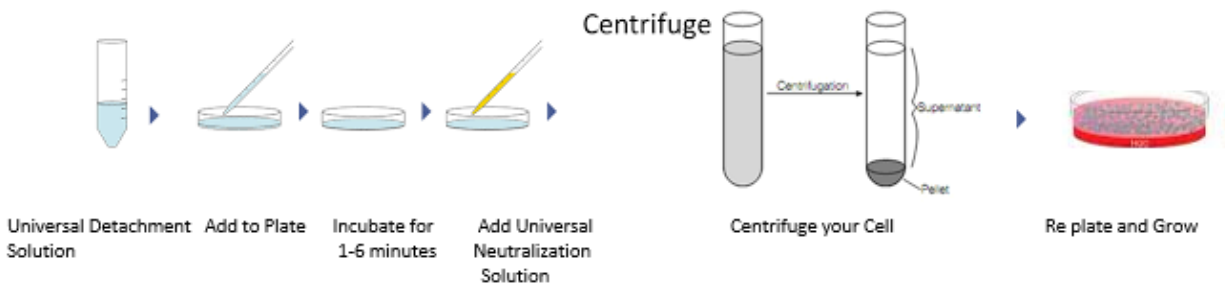 Centrifuge
Centrifugation
Supernatant
Pellet
Universal Detachment
Solution
Add to Plate
Incubate for
1-6 minutes
Add Universal
Neutralization
Solution
Centrifuge your Cell
Re plate and Grow